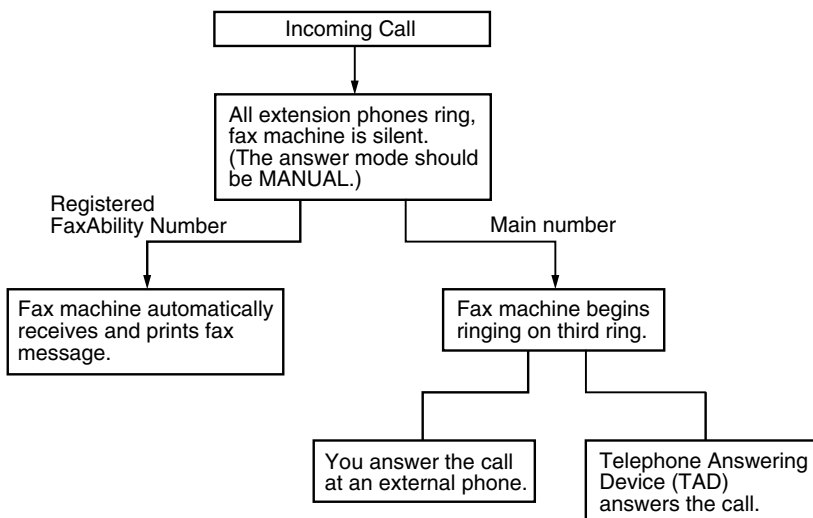 Incoming Call
All extension phones ring,
fax machine is silent.
(The answer mode should
be MANUAL.)
Registered
FaxAbility Number
Main number
Fax machine automatically
receives and prints fax
message.
Fax machine begins
ringing on third ring.
You answer the call
at an external phone.
Telephone Answering
Device (TAD)
answers the call.